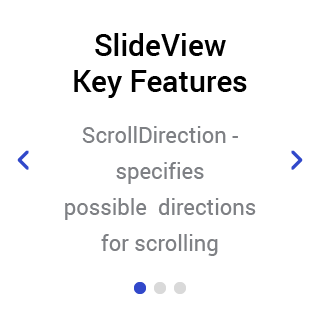 SlideView
Key Features
ScrollDirection -
specifies
possible  directions
for scrolling